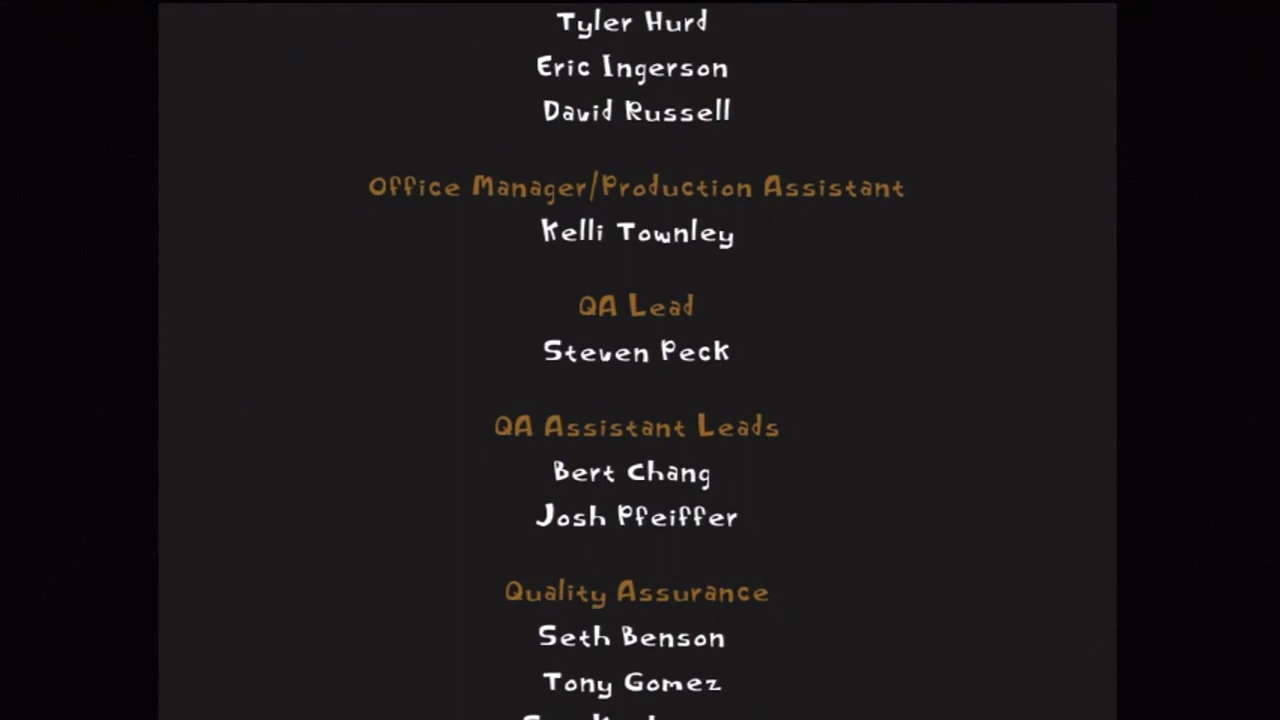 Tyler Hurd
Eric Ingerson
David Russell
Office Manager/Production Assistant
Kelli Townley
QA Lead
Steven Peck
QA Assistant Leads
Bert Chang
Josh Pfeiffer
Quality Assurance
Seth Benson
Tony Gomez